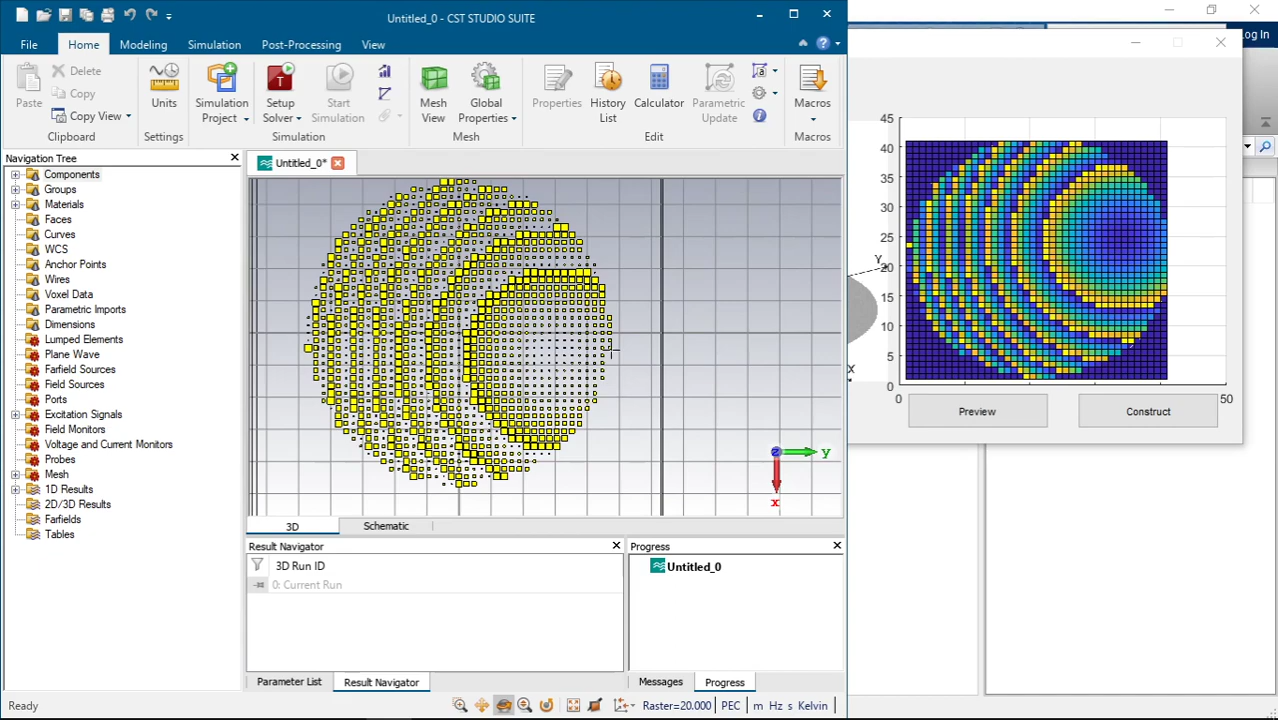 Untitled_0 - CST STUDIO SUITE
File
Home
Modeling
Simulation
Post-Processing
View
Paste
Delete
Copy
Copy View
Clipboard
Units
Settings
Simulation Project
Setup Solver
Start Simulation
Simulation
Mesh View
Global Properties
Mesh
Properties
History List
Calculator
Parametric Update
Edit
Macros
Macros
Log In
Navigation Tree
Components
Groups
Materials
Faces
Curves
WCS
Anchor Points
Wires
Voxel Data
Parametric Imports
Dimensions
Lumped Elements
Plane Wave
Farfield Sources
Field Sources
Ports
Excitation Signals
Field Monitors
Voltage and Current Monitors
Probes
Mesh
1D Results
2D/3D Results
Farfields
Tables
Untitled_0*
z
y
x
3D
Schematic
Result Navigator
3D Run ID
0: Current Run
Parameter List
Result Navigator
Progress
Untitled_0
Messages
Progress
Ready
Raster=20.000
PEC
m Hz s Kelvin
45
40
35
30
25
20
15
10
5
0
0
50
Y
X
Preview
Construct